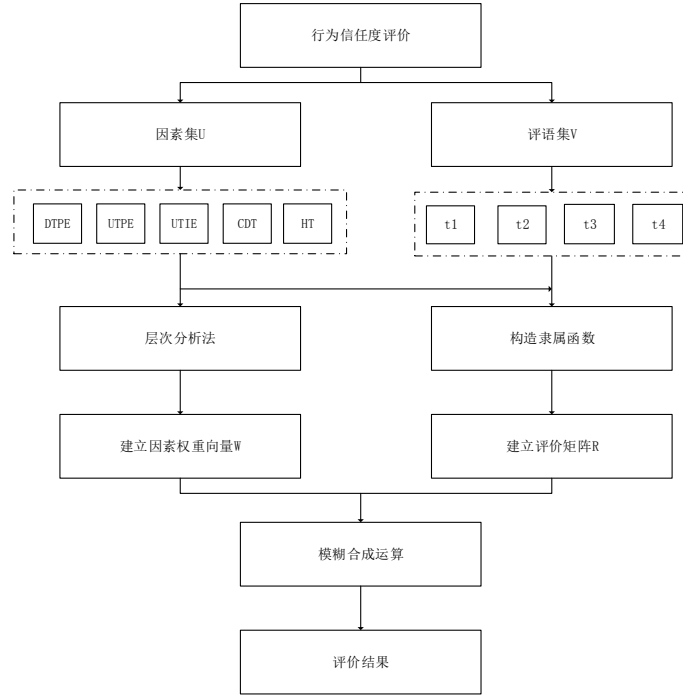 行为信任度评价
因素集U
评语集V
DTPE UTPE UTIE CDT HT
t1 t2 t3 t4
层次分析法
构造隶属函数
建立因素权重向量W
建立评价矩阵R
模糊合成运算
评价结果